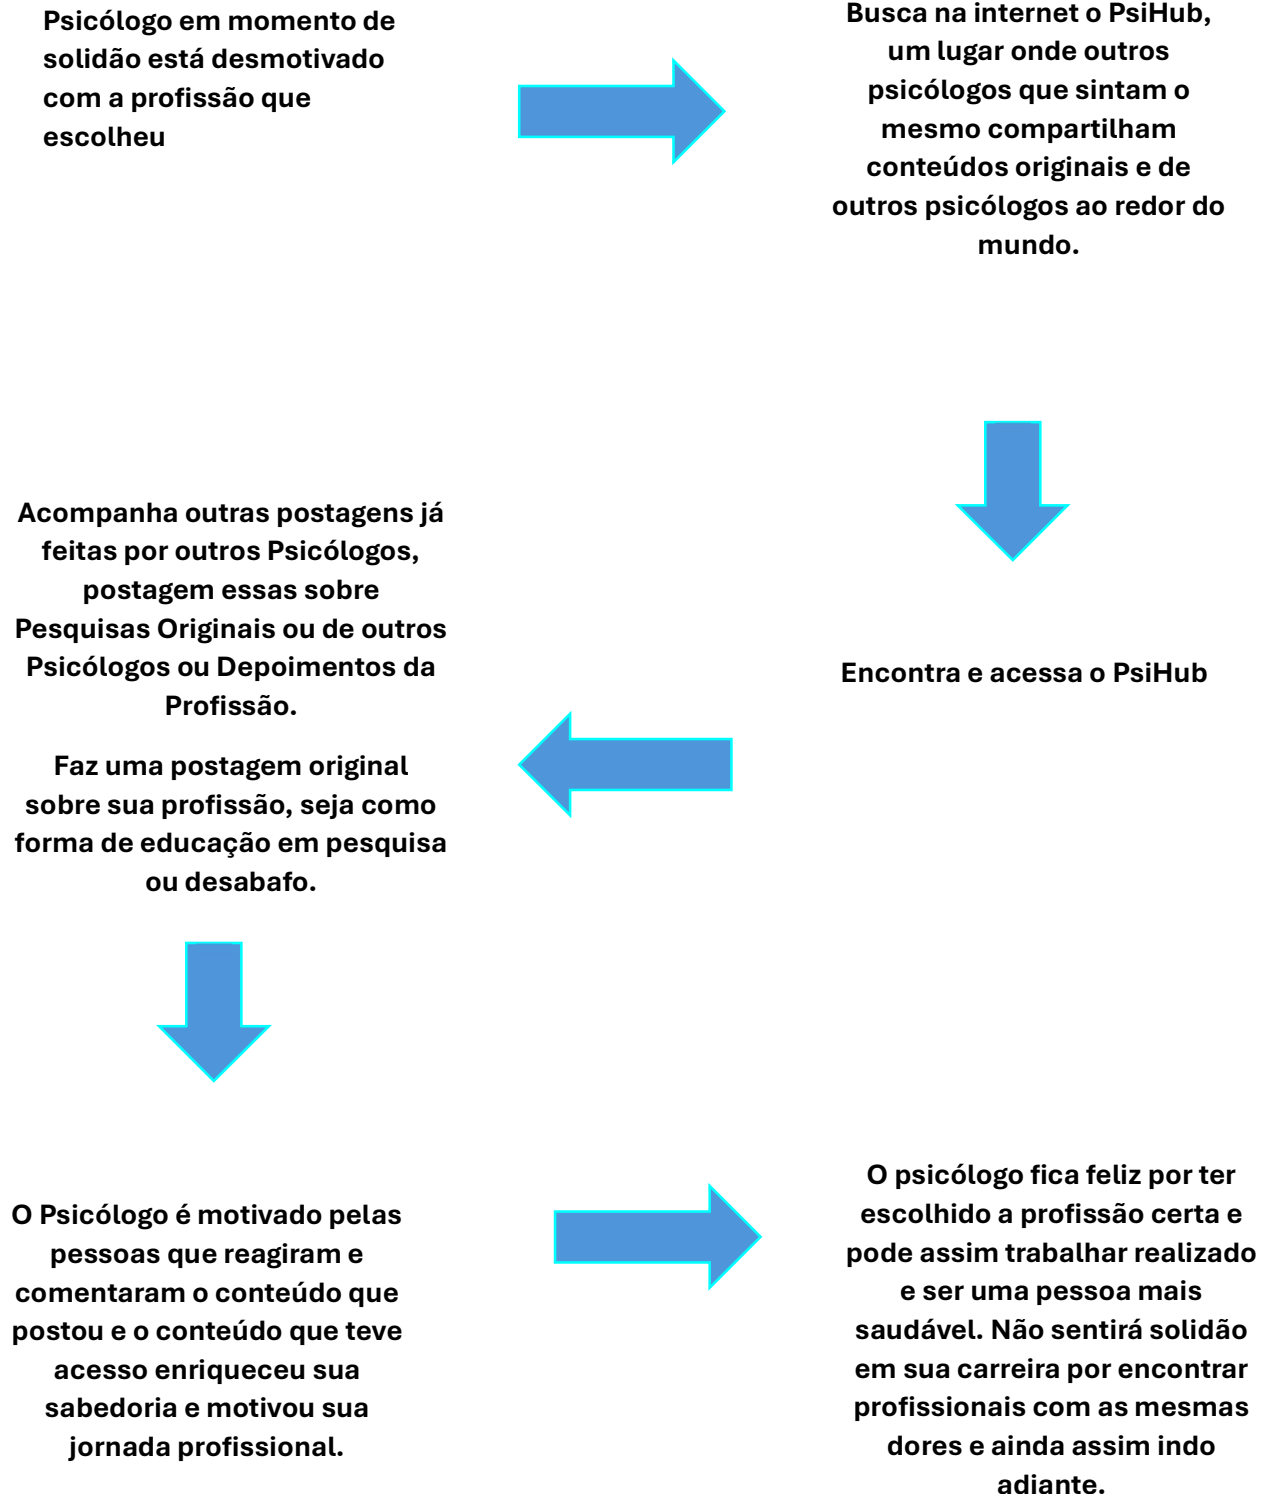 Psicólogo em momento de
solidão está desmotivado
com a profissão que
escolheu
Busca na internet o PsiHub,
um lugar onde outros
psicólogos que sintam o
mesmo compartilham
conteúdos originais e de
outros psicólogos ao redor do
mundo.
Encontra e acessa o PsiHub
Acompanha outras postagens já
feitas por outros Psicólogos,
postagem essas sobre
Pesquisas Originais ou de outros
Psicólogos ou Depoimentos da
Profissão.
Faz uma postagem original
sobre sua profissão, seja como
forma de educação em pesquisa
ou desabafo.
O Psicólogo é motivado pelas
pessoas que reagiram e
comentaram o conteúdo que
postou e o conteúdo que teve
acesso enriqueceu sua
sabedoria e motivou sua
jornada profissional.
O psicólogo fica feliz por ter
escolhido a profissão certa e
pode assim trabalhar realizado
e ser uma pessoa mais
saudável. Não sentirá solidão
em sua carreira por encontrar
profissionais com as mesmas
dores e ainda assim indo
adiante.